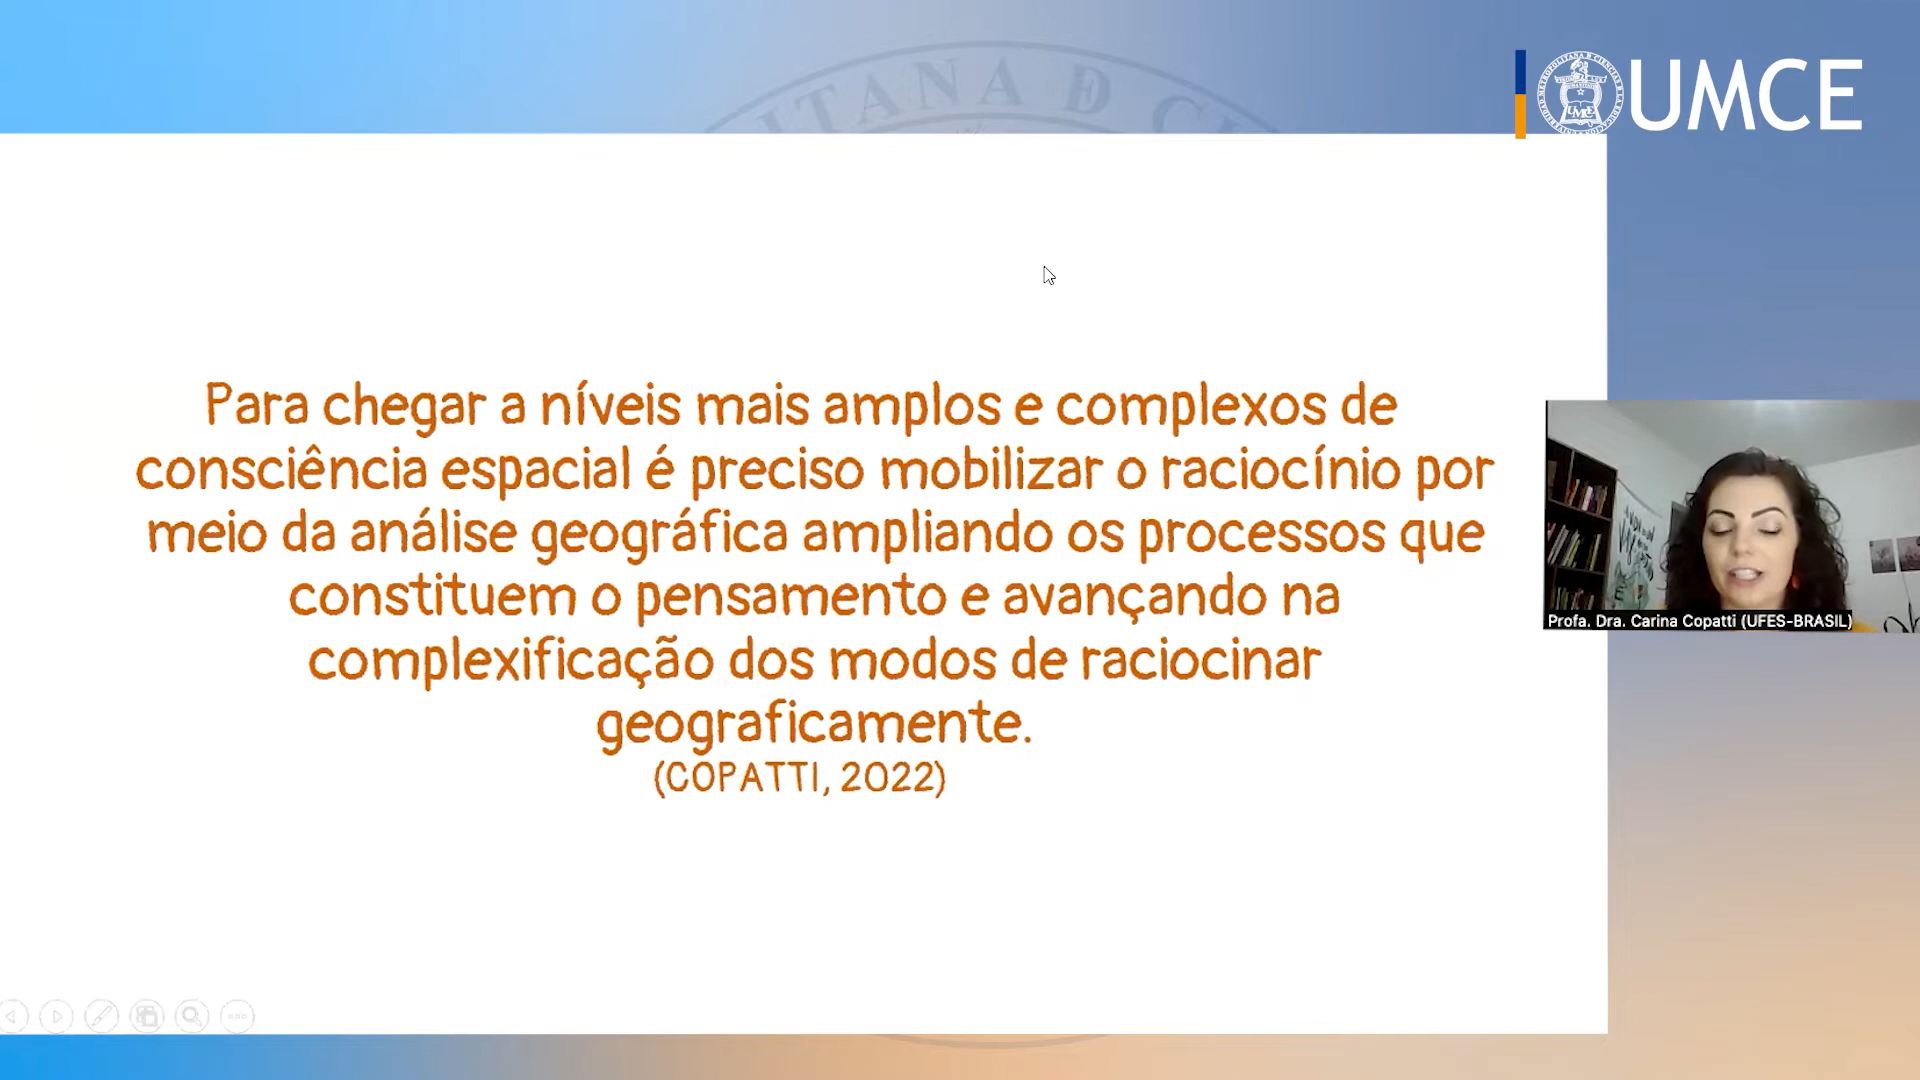 ITANA D C
UMCE
Para chegar a níveis mais amplos e complexos de
consciência espacial é preciso mobilizar o raciocínio por
meio da análise geográfica ampliando os processos que
constituem o pensamento e avançando na
complexificação dos modos de raciocinar
geograficamente.
(COPATTI, 2022)
Profa. Dra. Carina Copatti (UFES-BRASIL)